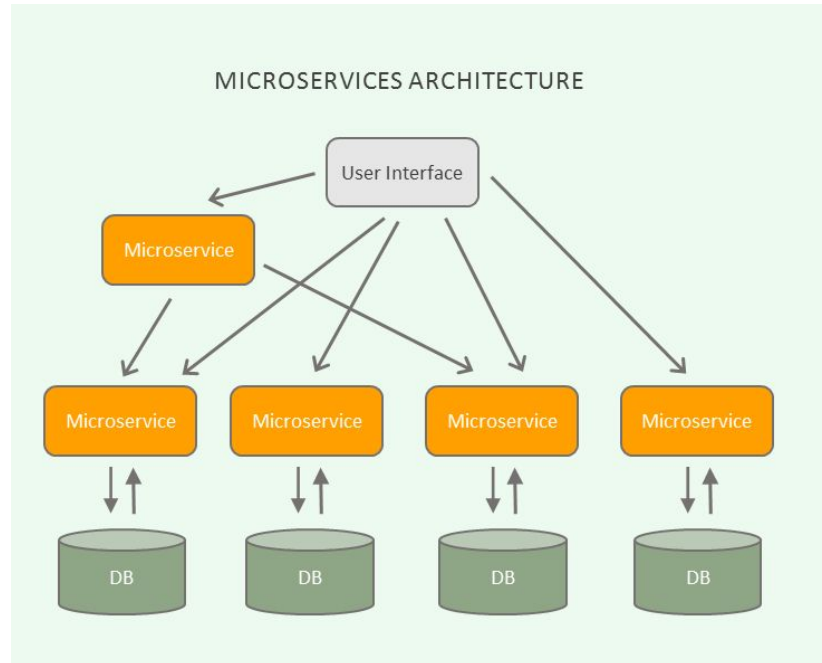 MICROSERVICES ARCHITECTURE
User Interface
Microservice
Microservice
Microservice
Microservice
Microservice
DB
DB
DB
DB